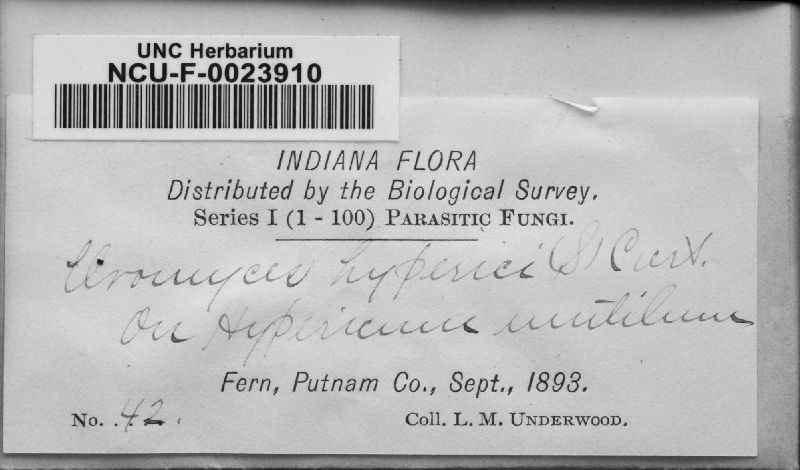 UNC Herbarium
NCU-F-0023910
INDIANA FLORA
Distributed by the Biological Survey.
Series I (1 - 100) PARASITIC FUNGI.
Uromyces hyperici Curt.
On Hypericum mutilum
Fern, Putnam Co., Sept., 1893.
No. 42. Coll. L. M. UNDERWOOD.